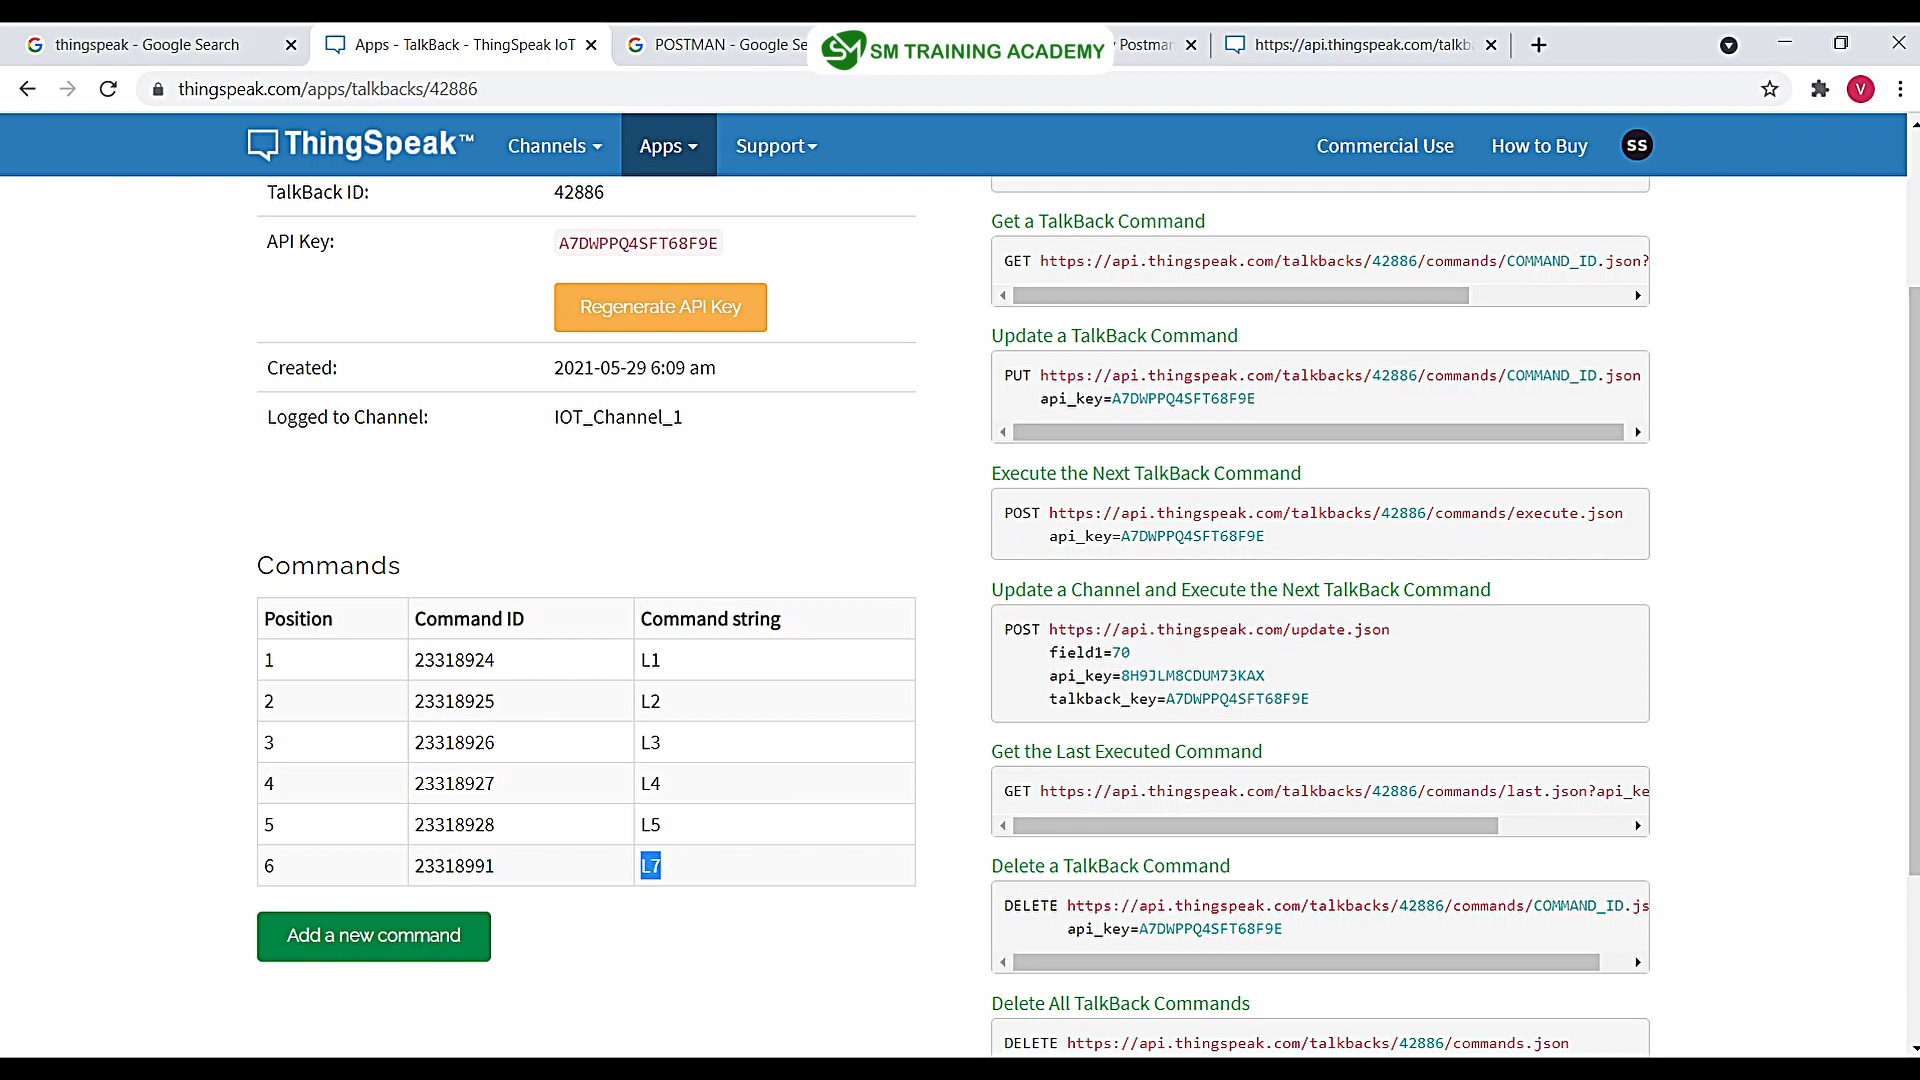 thingspeak - Google Search
Apps - TalkBack - ThingSpeak IoT
POSTMAN - Google Se
SM TRAINING ACADEMY
Postman
https://api.thingspeak.com/talkb
thingspeak.com/apps/talkbacks/42886
V
ThingSpeak™
Channels
Apps
Support
Commercial Use
How to Buy
SS
TalkBack ID:
42886
API Key:
A7DWPPQ4SFT68F9E
Regenerate API Key
Created:
2021-05-29 6:09 am
Logged to Channel:
IOT_Channel_1
Commands
Position Command ID Command string
1 23318924 L1
2 23318925 L2
3 23318926 L3
4 23318927 L4
5 23318928 L5
6 23318991 L7
Add a new command
Get a TalkBack Command
GET https://api.thingspeak.com/talkbacks/42886/commands/COMMAND_ID.json?
Update a TalkBack Command
PUT https://api.thingspeak.com/talkbacks/42886/commands/COMMAND_ID.json
api_key=A7DWPPQ4SFT68F9E
Execute the Next TalkBack Command
POST https://api.thingspeak.com/talkbacks/42886/commands/execute.json
api_key=A7DWPPQ4SFT68F9E
Update a Channel and Execute the Next TalkBack Command
POST https://api.thingspeak.com/update.json
field1=70
api_key=8H9JLM8CDUM73KAX
talkback_key=A7DWPPQ4SFT68F9E
Get the Last Executed Command
GET https://api.thingspeak.com/talkbacks/42886/commands/last.json?api_ke
Delete a TalkBack Command
DELETE https://api.thingspeak.com/talkbacks/42886/commands/COMMAND_ID.js
api_key=A7DWPPQ4SFT68F9E
Delete All TalkBack Commands
DELETE https://api.thingspeak.com/talkbacks/42886/commands.json